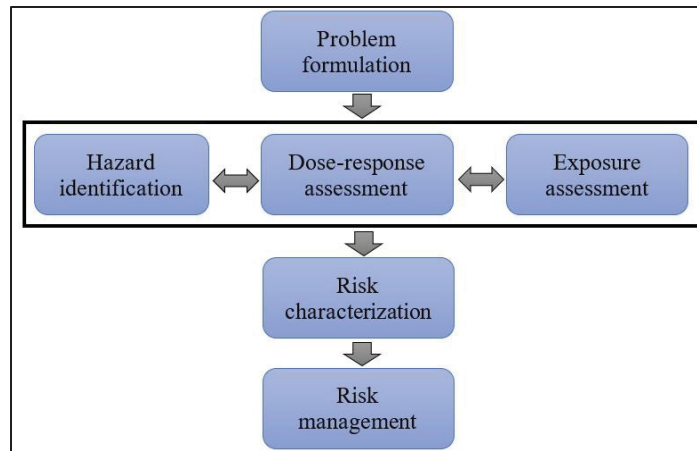 Problem
formulation
Hazard
identification
Dose-response
assessment
Exposure
assessment
Risk
characterization
Risk
management